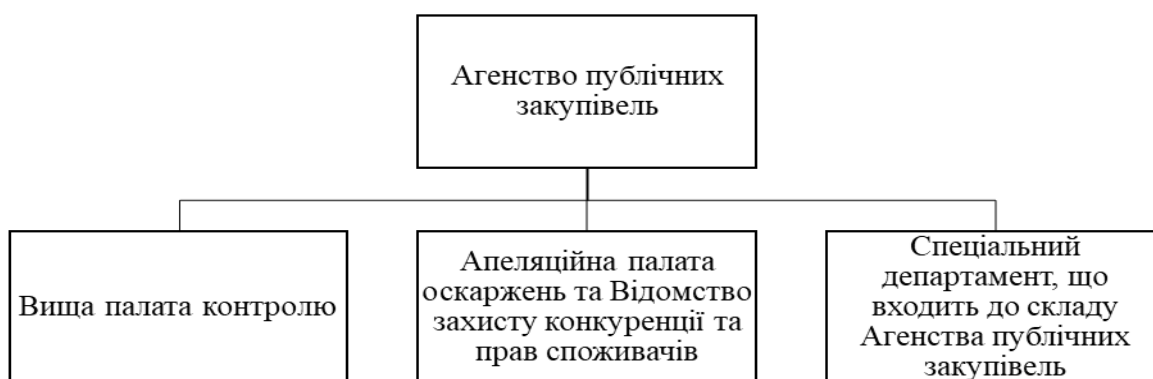 Агенство публічних
закупівель
Вища палата контролю
Апеляційна палата
оскаржень та Відомство
захисту конкуренції та
прав споживачів
Спеціальний
департамент, що
входить до складу
Агенства публічних
закупівель